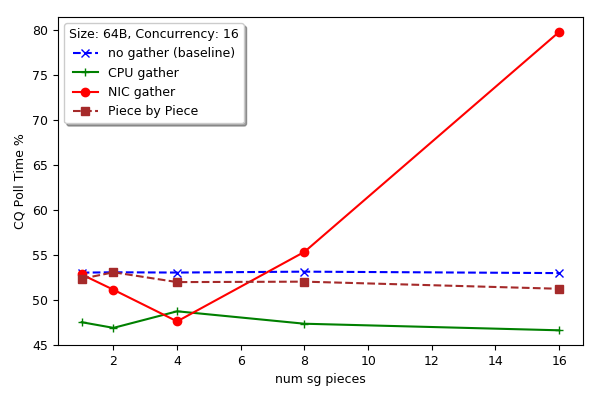 Size: 64B, Concurrency: 16
no gather (baseline)
CPU gather
NIC gather
Piece by Piece
CQ Poll Time %
80
75
70
65
60
55
50
45
2 4 6 8 10 12 14 16
num sg pieces